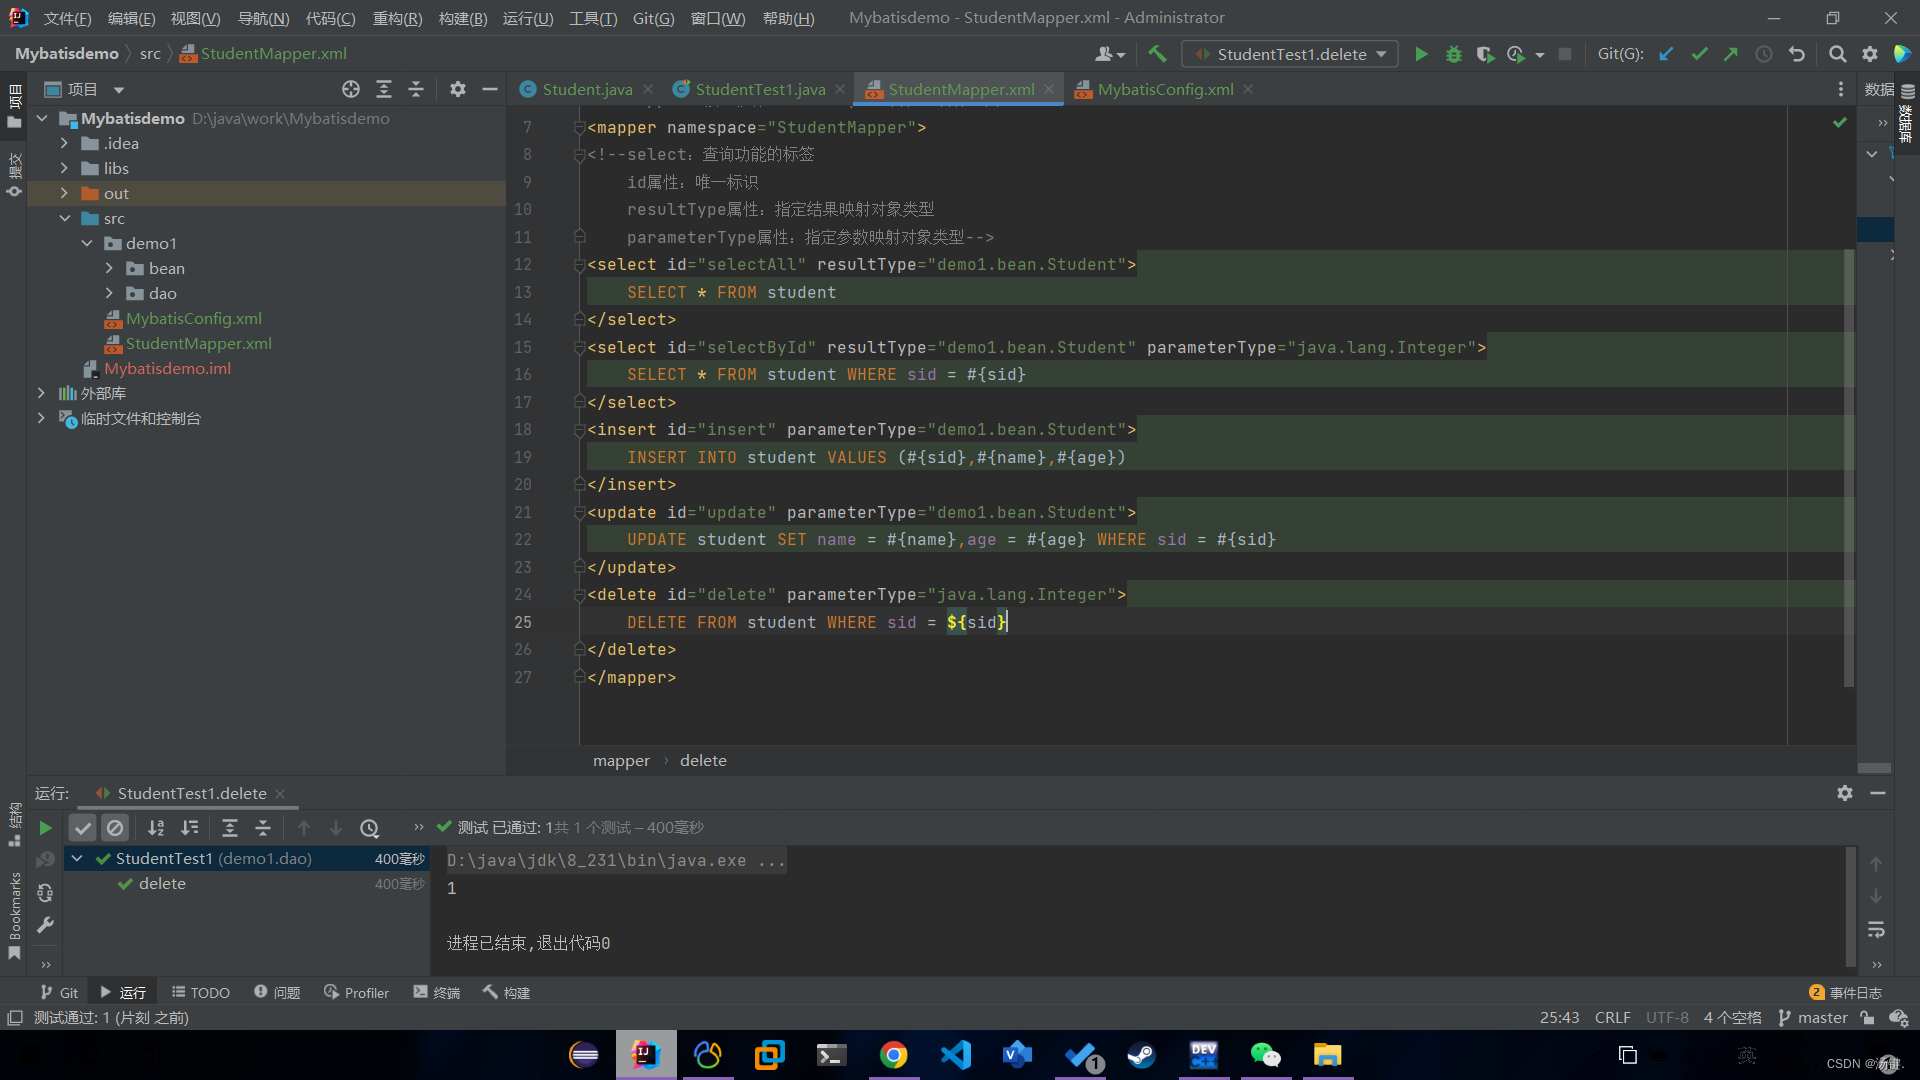 文件(F) 编辑(E) 视图(V) 导航(N) 代码(C) 重构(R) 构建(B) 运行(U) 工具(T) Git(G) 窗口(W) 帮助(H) Mybatisdemo - StudentMapper.xml - Administrator
Mybatisdemo src StudentMapper.xml StudentTest1.delete Git(G):
项目 Student.java StudentTest1.java StudentMapper.xml MybatisConfig.xml 数据
项目
提交
结构
Bookmarks
数据库
Mybatisdemo D:\java\work\Mybatisdemo
.idea
libs
out
src
demo1
bean
dao
MybatisConfig.xml
StudentMapper.xml
Mybatisdemo.iml
外部库
临时文件和控制台
7 <mapper namespace="StudentMapper">
8 <!--select：查询功能的标签
9 id属性：唯一标识
10 resultType属性：指定结果映射对象类型
11 parameterType属性：指定参数映射对象类型-->
12 <select id="selectAll" resultType="demo1.bean.Student">
13 SELECT * FROM student
14 </select>
15 <select id="selectById" resultType="demo1.bean.Student" parameterType="java.lang.Integer">
16 SELECT * FROM student WHERE sid = #{sid}
17 </select>
18 <insert id="insert" parameterType="demo1.bean.Student">
19 INSERT INTO student VALUES (#{sid},#{name},#{age})
20 </insert>
21 <update id="update" parameterType="demo1.bean.Student">
22 UPDATE student SET name = #{name},age = #{age} WHERE sid = #{sid}
23 </update>
24 <delete id="delete" parameterType="java.lang.Integer">
25 DELETE FROM student WHERE sid = ${sid}
26 </delete>
27 </mapper>
mapper › delete
运行: StudentTest1.delete
测试 已通过: 1共 1 个测试 – 400毫秒
StudentTest1 (demo1.dao) 400毫秒
delete 400毫秒
D:\java\jdk\8_231\bin\java.exe ...
1
进程已结束,退出代码0
Git 运行 TODO 问题 Profiler 终端 构建 2 事件日志
测试通过: 1 (片刻 之前) 25:43 CRLF UTF-8 4 个空格 master
IJ DEV C++ 1 英
CSDN @汤键.